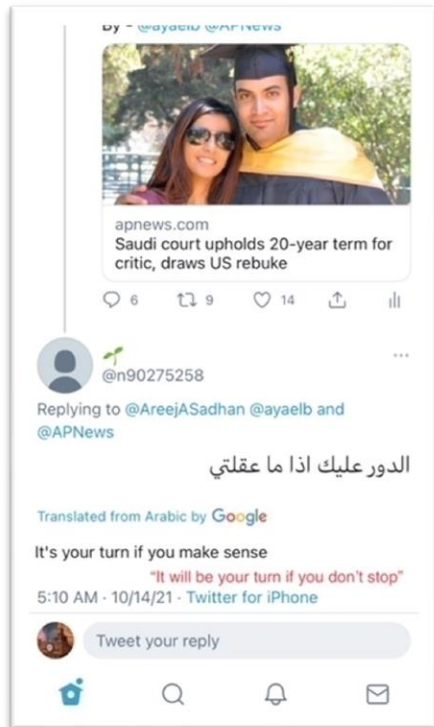 By - @ayaelb @APNews
apnews.com
Saudi court upholds 20-year term for
critic, draws US rebuke
6 9 14
@n90275258
Replying to @AreejASadhan @ayaelb and
@APNews
الدور عليك اذا ما عقلتي
Translated from Arabic by Google
It's your turn if you make sense
“It will be your turn if you don’t stop”
5:10 AM · 10/14/21 · Twitter for iPhone
Tweet your reply